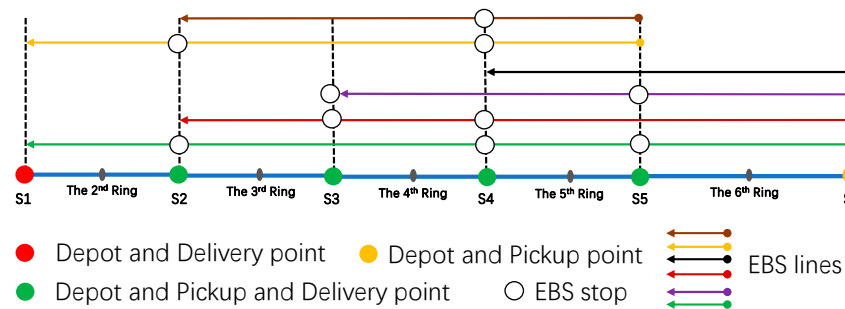 The 2nd Ring
The 3rd Ring
The 4th Ring
The 5th Ring
The 6th Ring
S1
S2
S3
S4
S5
Depot and Delivery point
Depot and Pickup point
EBS lines
Depot and Pickup and Delivery point
EBS stop